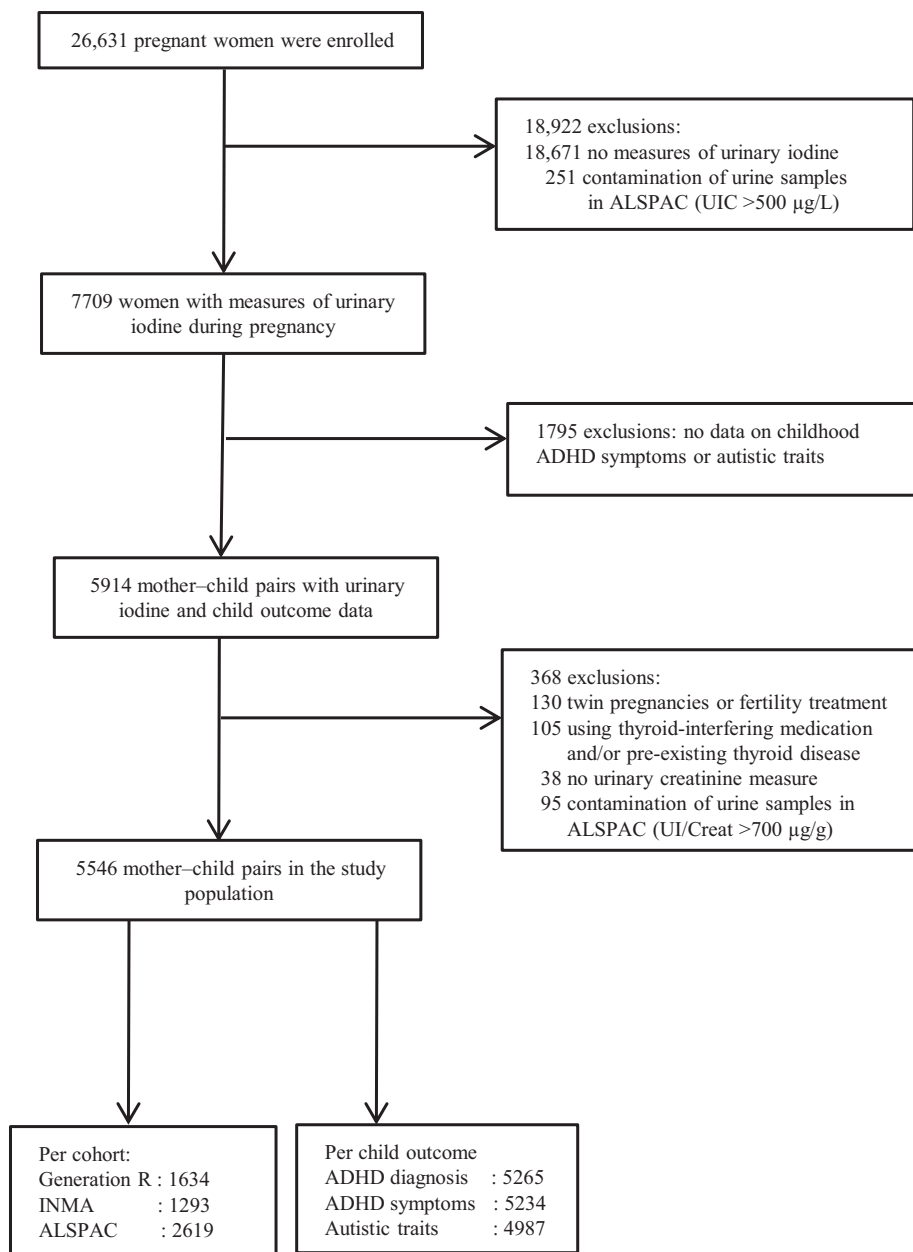 26,631 pregnant women were enrolled
18,922 exclusions:
18,671 no measures of urinary iodine
251 contamination of urine samples
in ALSPAC (UIC >500 µg/L)
7709 women with measures of urinary
iodine during pregnancy
1795 exclusions: no data on childhood
ADHD symptoms or autistic traits
5914 mother–child pairs with urinary
iodine and child outcome data
368 exclusions:
130 twin pregnancies or fertility treatment
105 using thyroid-interfering medication
and/or pre-existing thyroid disease
38 no urinary creatinine measure
95 contamination of urine samples in
ALSPAC (UI/Creat >700 µg/g)
5546 mother–child pairs in the study
population
Per cohort:
Generation R : 1634
INMA : 1293
ALSPAC : 2619
Per child outcome
ADHD diagnosis : 5265
ADHD symptoms : 5234
Autistic traits : 4987